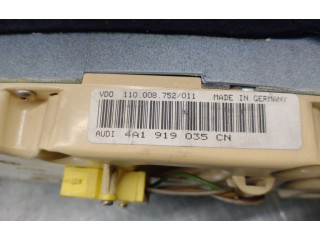 VDO 110.008.752/011 MADE IN GERMANY
AUDI 4A1 919 035 CN